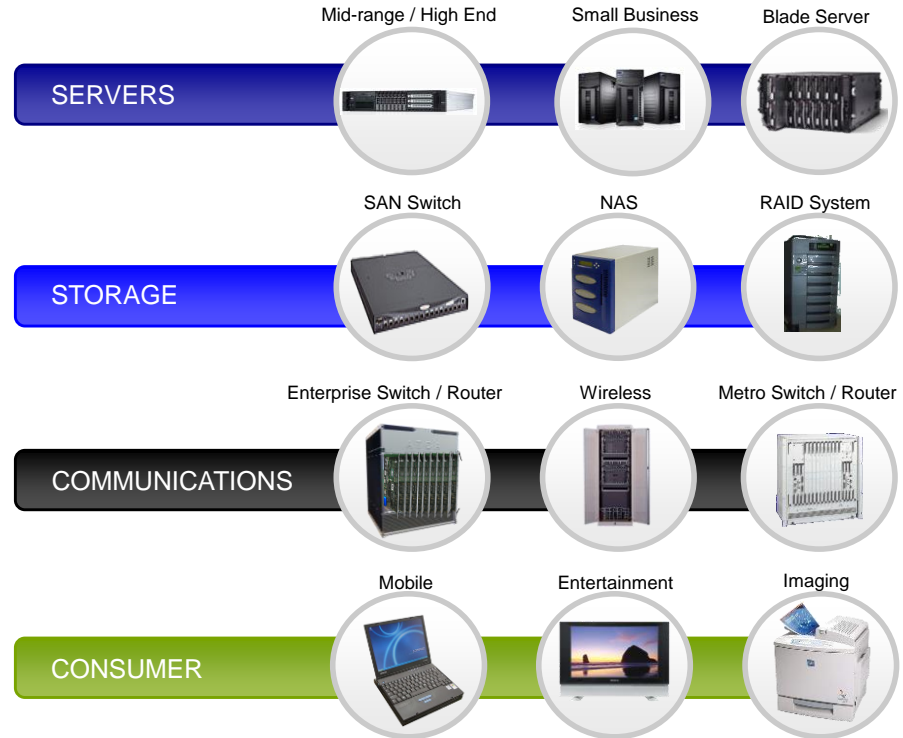 Mid-range / High End
Small Business
Blade Server
SERVERS
SAN Switch
NAS
RAID System
STORAGE
Enterprise Switch / Router
Wireless
Metro Switch / Router
COMMUNICATIONS
Mobile
Entertainment
Imaging
CONSUMER